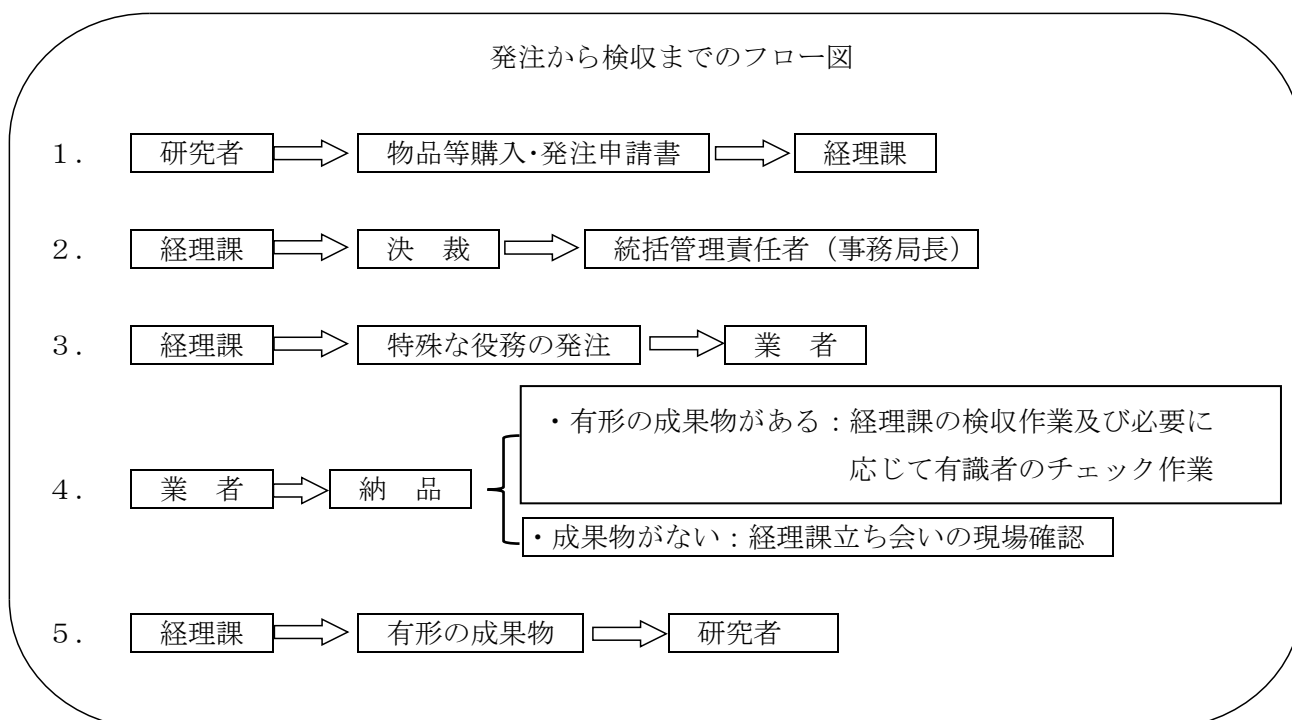 発注から検収までのフロー図
１. 研究者 物品等購入・発注申請書 経理課
２. 経理課 決 裁 統括管理責任者（事務局長）
３. 経理課 特殊な役務の発注 業 者
・有形の成果物がある：経理課の検収作業及び必要に
応じて有識者のチェック作業
４. 業 者 納 品
・成果物がない：経理課立ち会いの現場確認
５. 経理課 有形の成果物 研究者